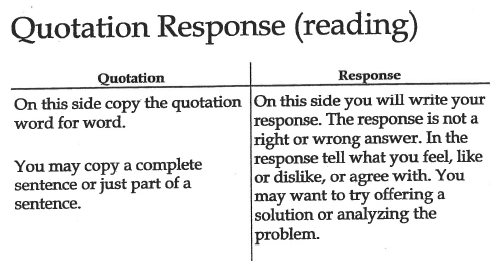 Quotation Response (reading)
Quotation
On this side copy the quotation
word for word.
You may copy a complete
sentence or just part of a
sentence.
Response
On this side you will write your
response. The response is not a
right or wrong answer. In the
response tell what you feel, like
or dislike, or agree with. You
may want to try offering a
solution or analyzing the
problem.